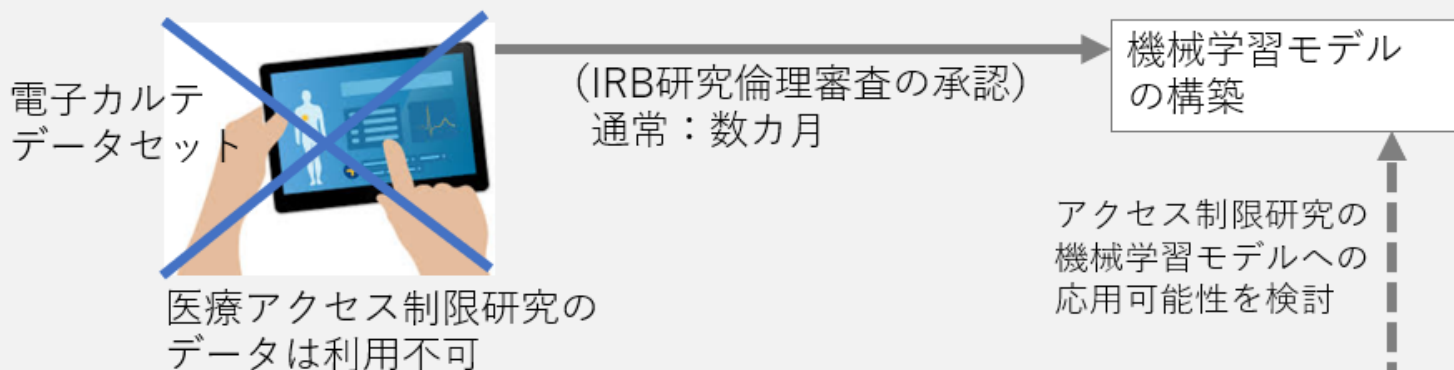 電子カルテ
データセット
(IRB研究倫理審査の承認)
通常：数カ月
機械学習モデル
の構築
アクセス制限研究の
機械学習モデルへの
応用可能性を検討
医療アクセス制限研究の
データは利用不可